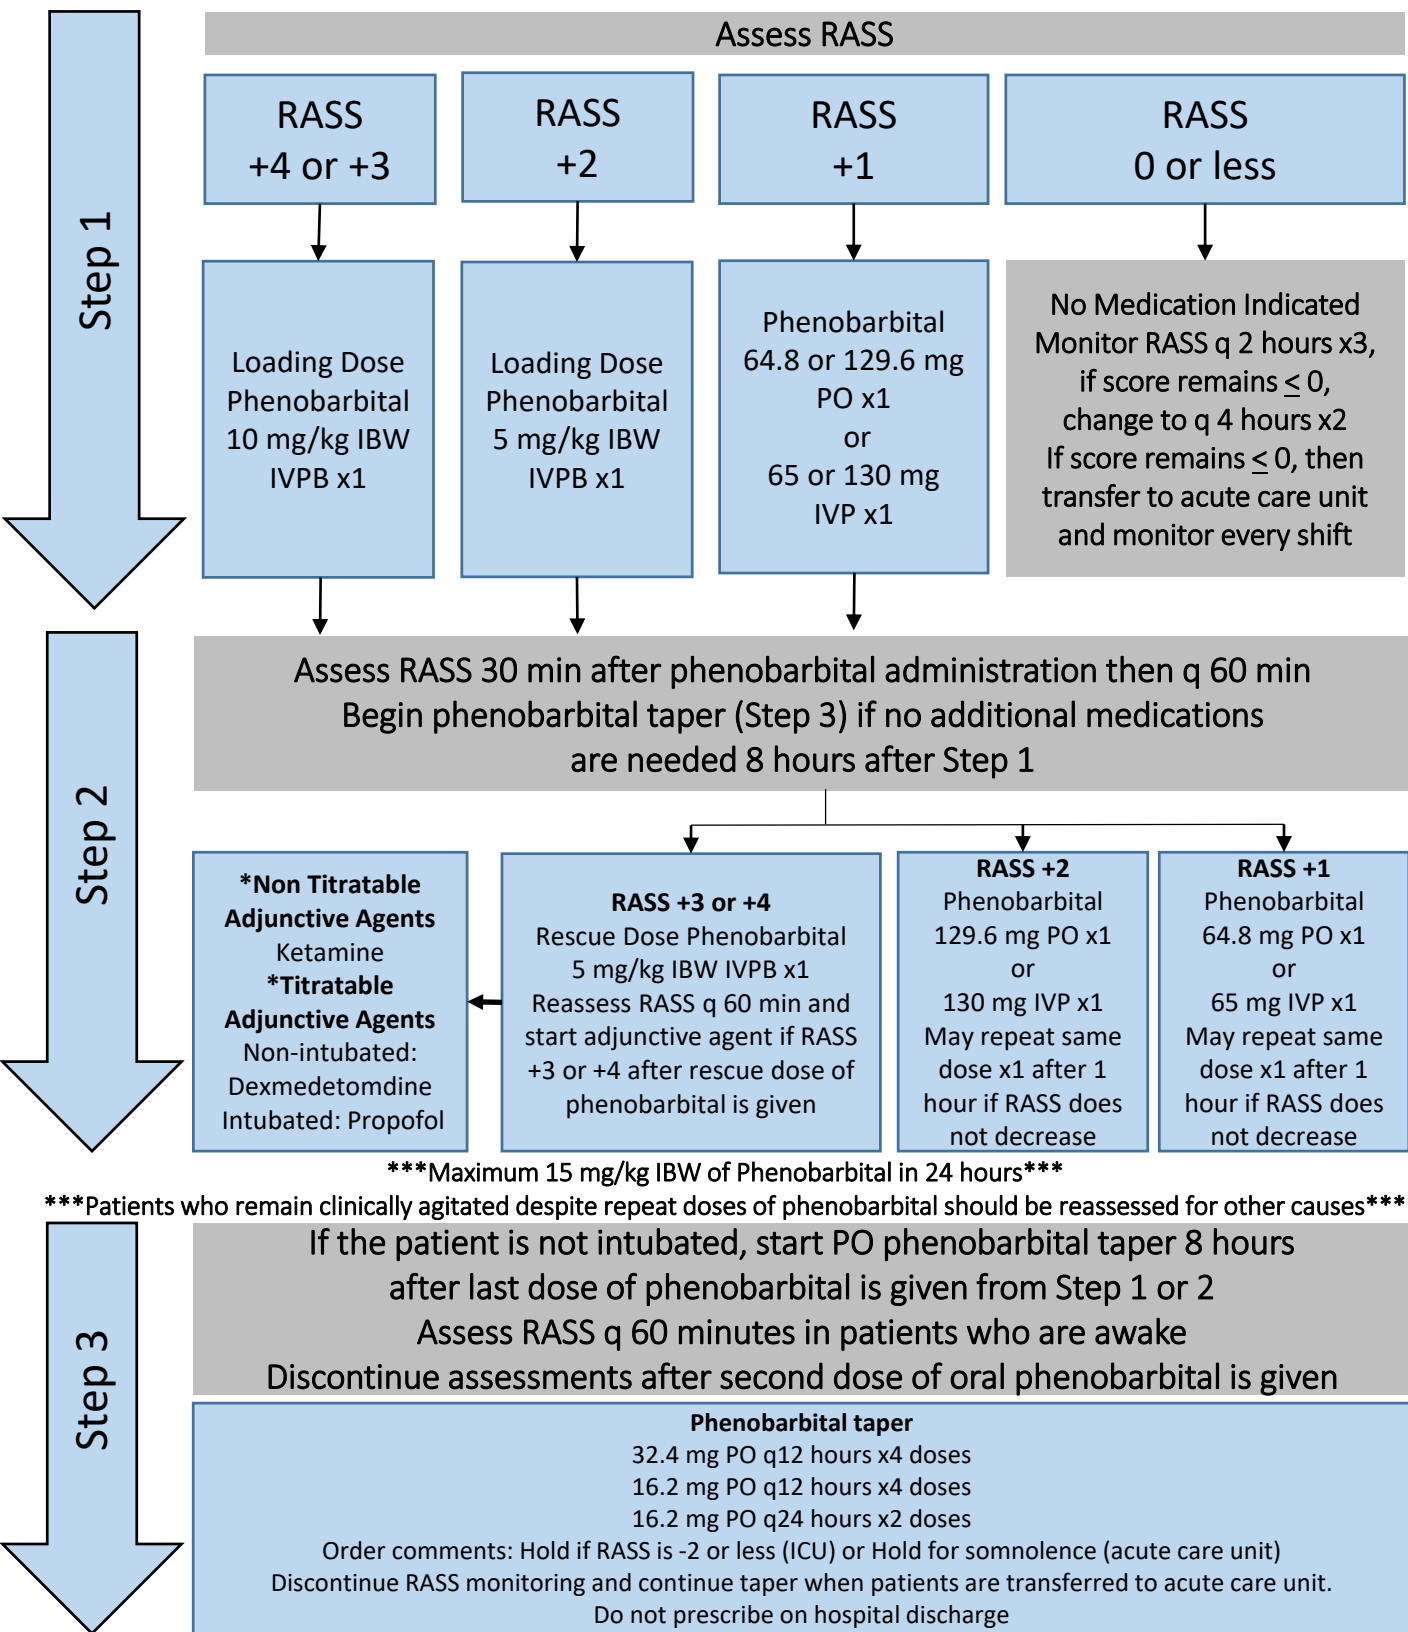 Step 1
Assess RASS
RASS
+4 or +3
RASS
+2
RASS
+1
RASS
0 or less
Loading Dose
Phenobarbital
10 mg/kg IBW
IVPB x1
Loading Dose
Phenobarbital
5 mg/kg IBW
IVPB x1
Phenobarbital
64.8 or 129.6 mg
PO x1
or
65 or 130 mg
IVP x1
No Medication Indicated
Monitor RASS q 2 hours x3,
if score remains ≤ 0,
change to q 4 hours x2
If score remains ≤ 0, then
transfer to acute care unit
and monitor every shift
Step 2
Assess RASS 30 min after phenobarbital administration then q 60 min
Begin phenobarbital taper (Step 3) if no additional medications
are needed 8 hours after Step 1
*Non Titratable
Adjunctive Agents
Ketamine
*Titratable
Adjunctive Agents
Non-intubated:
Dexmedetomdine
Intubated: Propofol
RASS +3 or +4
Rescue Dose Phenobarbital
5 mg/kg IBW IVPB x1
Reassess RASS q 60 min and
start adjunctive agent if RASS
+3 or +4 after rescue dose of
phenobarbital is given
RASS +2
Phenobarbital
129.6 mg PO x1
or
130 mg IVP x1
May repeat same
dose x1 after 1
hour if RASS does
not decrease
RASS +1
Phenobarbital
64.8 mg PO x1
or
65 mg IVP x1
May repeat same
dose x1 after 1
hour if RASS does
not decrease
***Maximum 15 mg/kg IBW of Phenobarbital in 24 hours***
***Patients who remain clinically agitated despite repeat doses of phenobarbital should be reassessed for other causes***
Step 3
If the patient is not intubated, start PO phenobarbital taper 8 hours
after last dose of phenobarbital is given from Step 1 or 2
Assess RASS q 60 minutes in patients who are awake
Discontinue assessments after second dose of oral phenobarbital is given
Phenobarbital taper
32.4 mg PO q12 hours x4 doses
16.2 mg PO q12 hours x4 doses
16.2 mg PO q24 hours x2 doses
Order comments: Hold if RASS is -2 or less (ICU) or Hold for somnolence (acute care unit)
Discontinue RASS monitoring and continue taper when patients are transferred to acute care unit.
Do not prescribe on hospital discharge